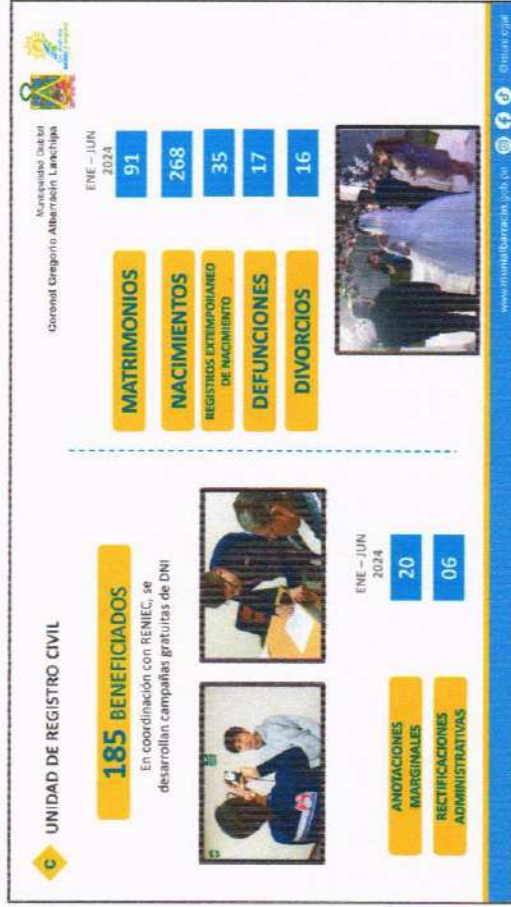 C UNIDAD DE REGISTRO CIVIL
Municipalidad Distrital
Coronel Gregorio Albarracín Lanchipa
185 BENEFICIADOS
En coordinación con RENIEC, se
desarrollan campañas gratuitas de DNI
ENE – JUN
2024
ANOTACIONES
MARGINALES
20
RECTIFICACIONES
ADMINISTRATIVAS
06
ENE – JUN
2024
MATRIMONIOS
91
NACIMIENTOS
268
REGISTROS EXTEMPORANEO
DE NACIMIENTO
35
DEFUNCIONES
17
DIVORCIOS
16
www.munialbarracin.gob.pe